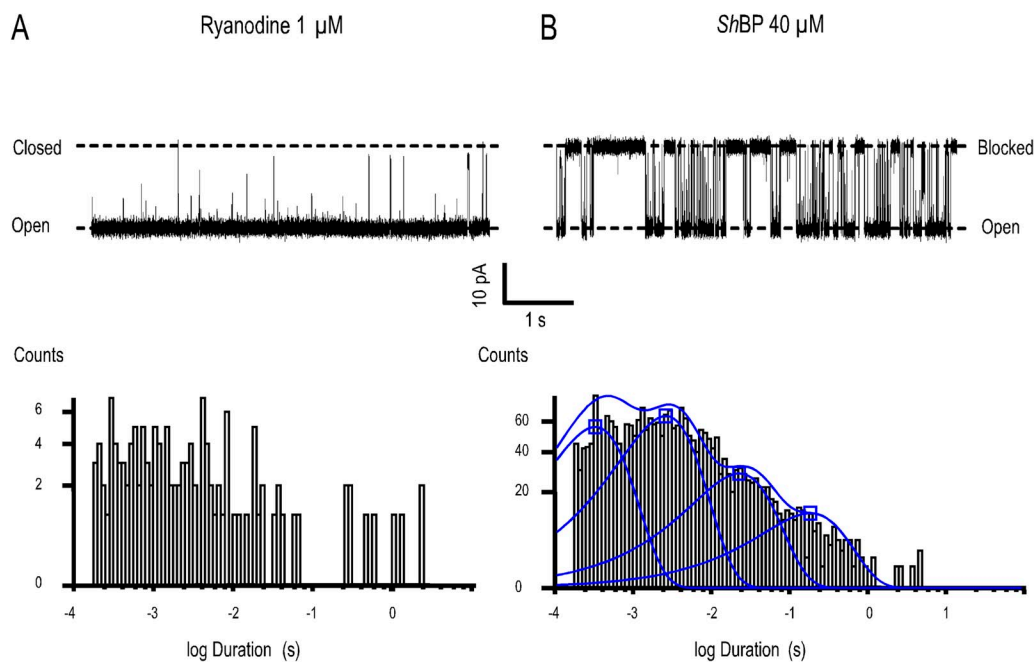 A
Ryanodine 1 µM
B
ShBP 40 µM
Closed
Open
Blocked
Open
10 pA
1 s
Counts
6
4
2
0
-4 -3 -2 -1 0
log Duration (s)
Counts
60
40
20
0
-4 -3 -2 -1 0 1
log Duration (s)